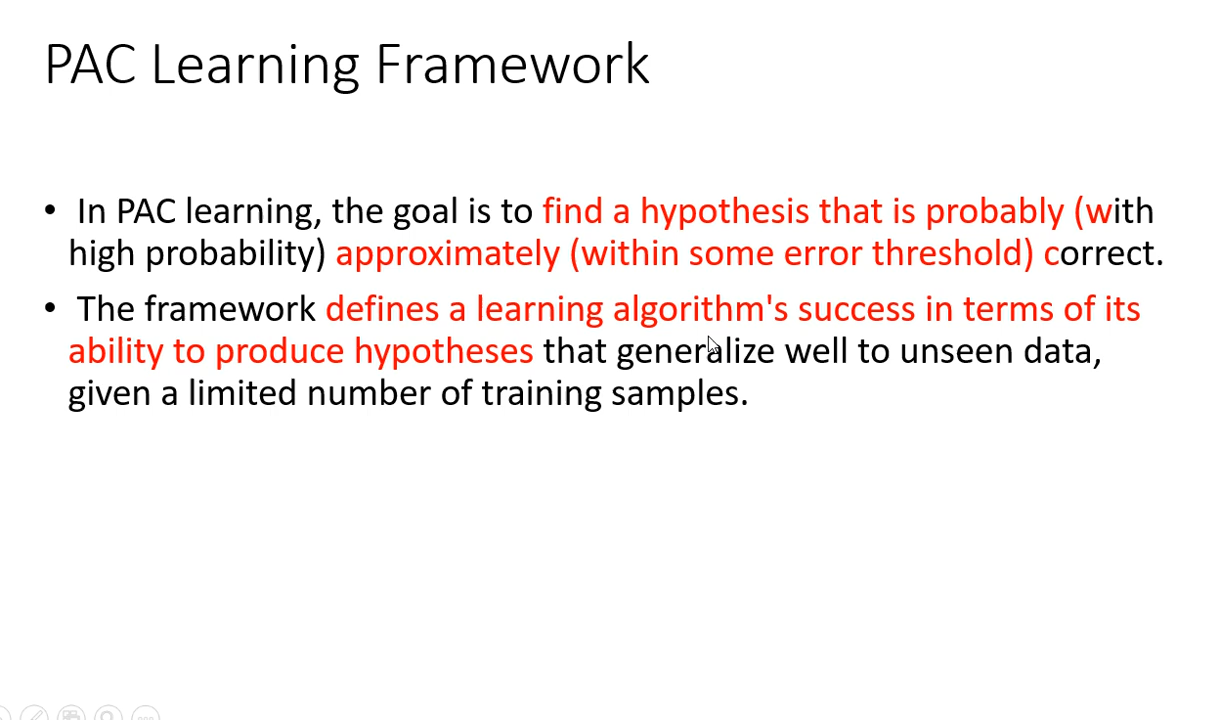 PAC Learning Framework
• In PAC learning, the goal is to find a hypothesis that is probably (with
high probability) approximately (within some error threshold) correct.
• The framework defines a learning algorithm's success in terms of its
ability to produce hypotheses that generalize well to unseen data,
given a limited number of training samples.